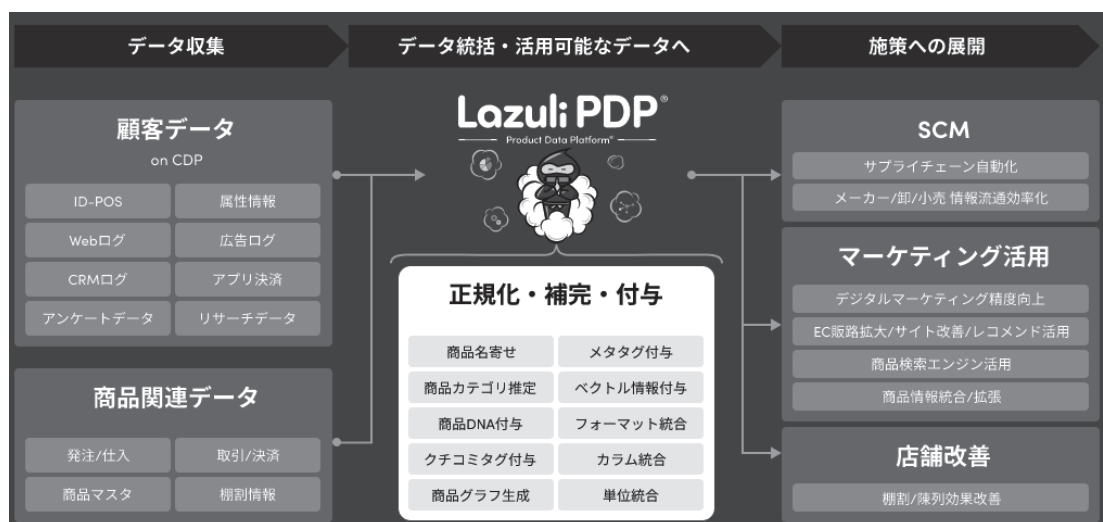 データ収集
データ統括・活用可能なデータへ
施策への展開
顧客データ
on CDP
ID-POS
属性情報
Webログ
広告ログ
CRMログ
アプリ決済
アンケートデータ
リサーチデータ
商品関連データ
発注/仕入
取引/決済
商品マスタ
棚割情報
Lazuli PDP®
Product Data Platform®
正規化・補完・付与
商品名寄せ
メタタグ付与
商品カテゴリ推定
ベクトル情報付与
商品DNA付与
フォーマット統合
クチコミタグ付与
カラム統合
商品グラフ生成
単位統合
SCM
サプライチェーン自動化
メーカー/卸/小売 情報流通効率化
マーケティング活用
デジタルマーケティング精度向上
EC販路拡大/サイト改善/レコメンド活用
商品検索エンジン活用
商品情報統合/拡張
店舗改善
棚割/陳列効果改善